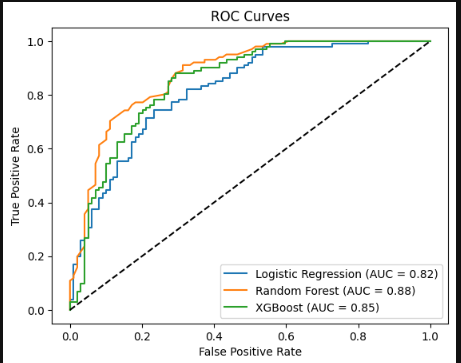 ROC Curves
True Positive Rate
1.0
0.8
0.6
0.4
0.2
0.0
Logistic Regression (AUC = 0.82)
Random Forest (AUC = 0.88)
XGBoost (AUC = 0.85)
0.0 0.2 0.4 0.6 0.8 1.0
False Positive Rate